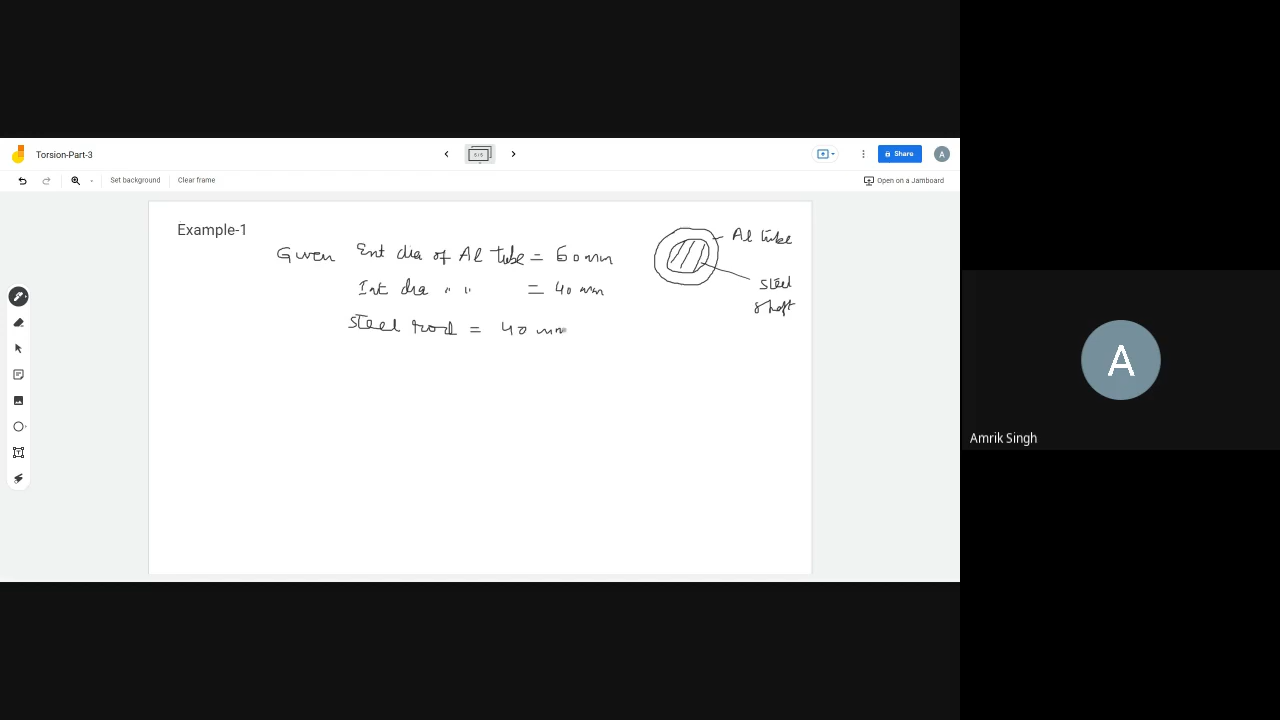 Torsion-Part-3
Share
A
Set background
Clear frame
Open on a Jamboard
Example-1
Given Ext dia of Al tube = 60 mm
Int dia " " = 40 mm
Steel rod = 40 mm
Al tube
steel
shaft
A
Amrik Singh